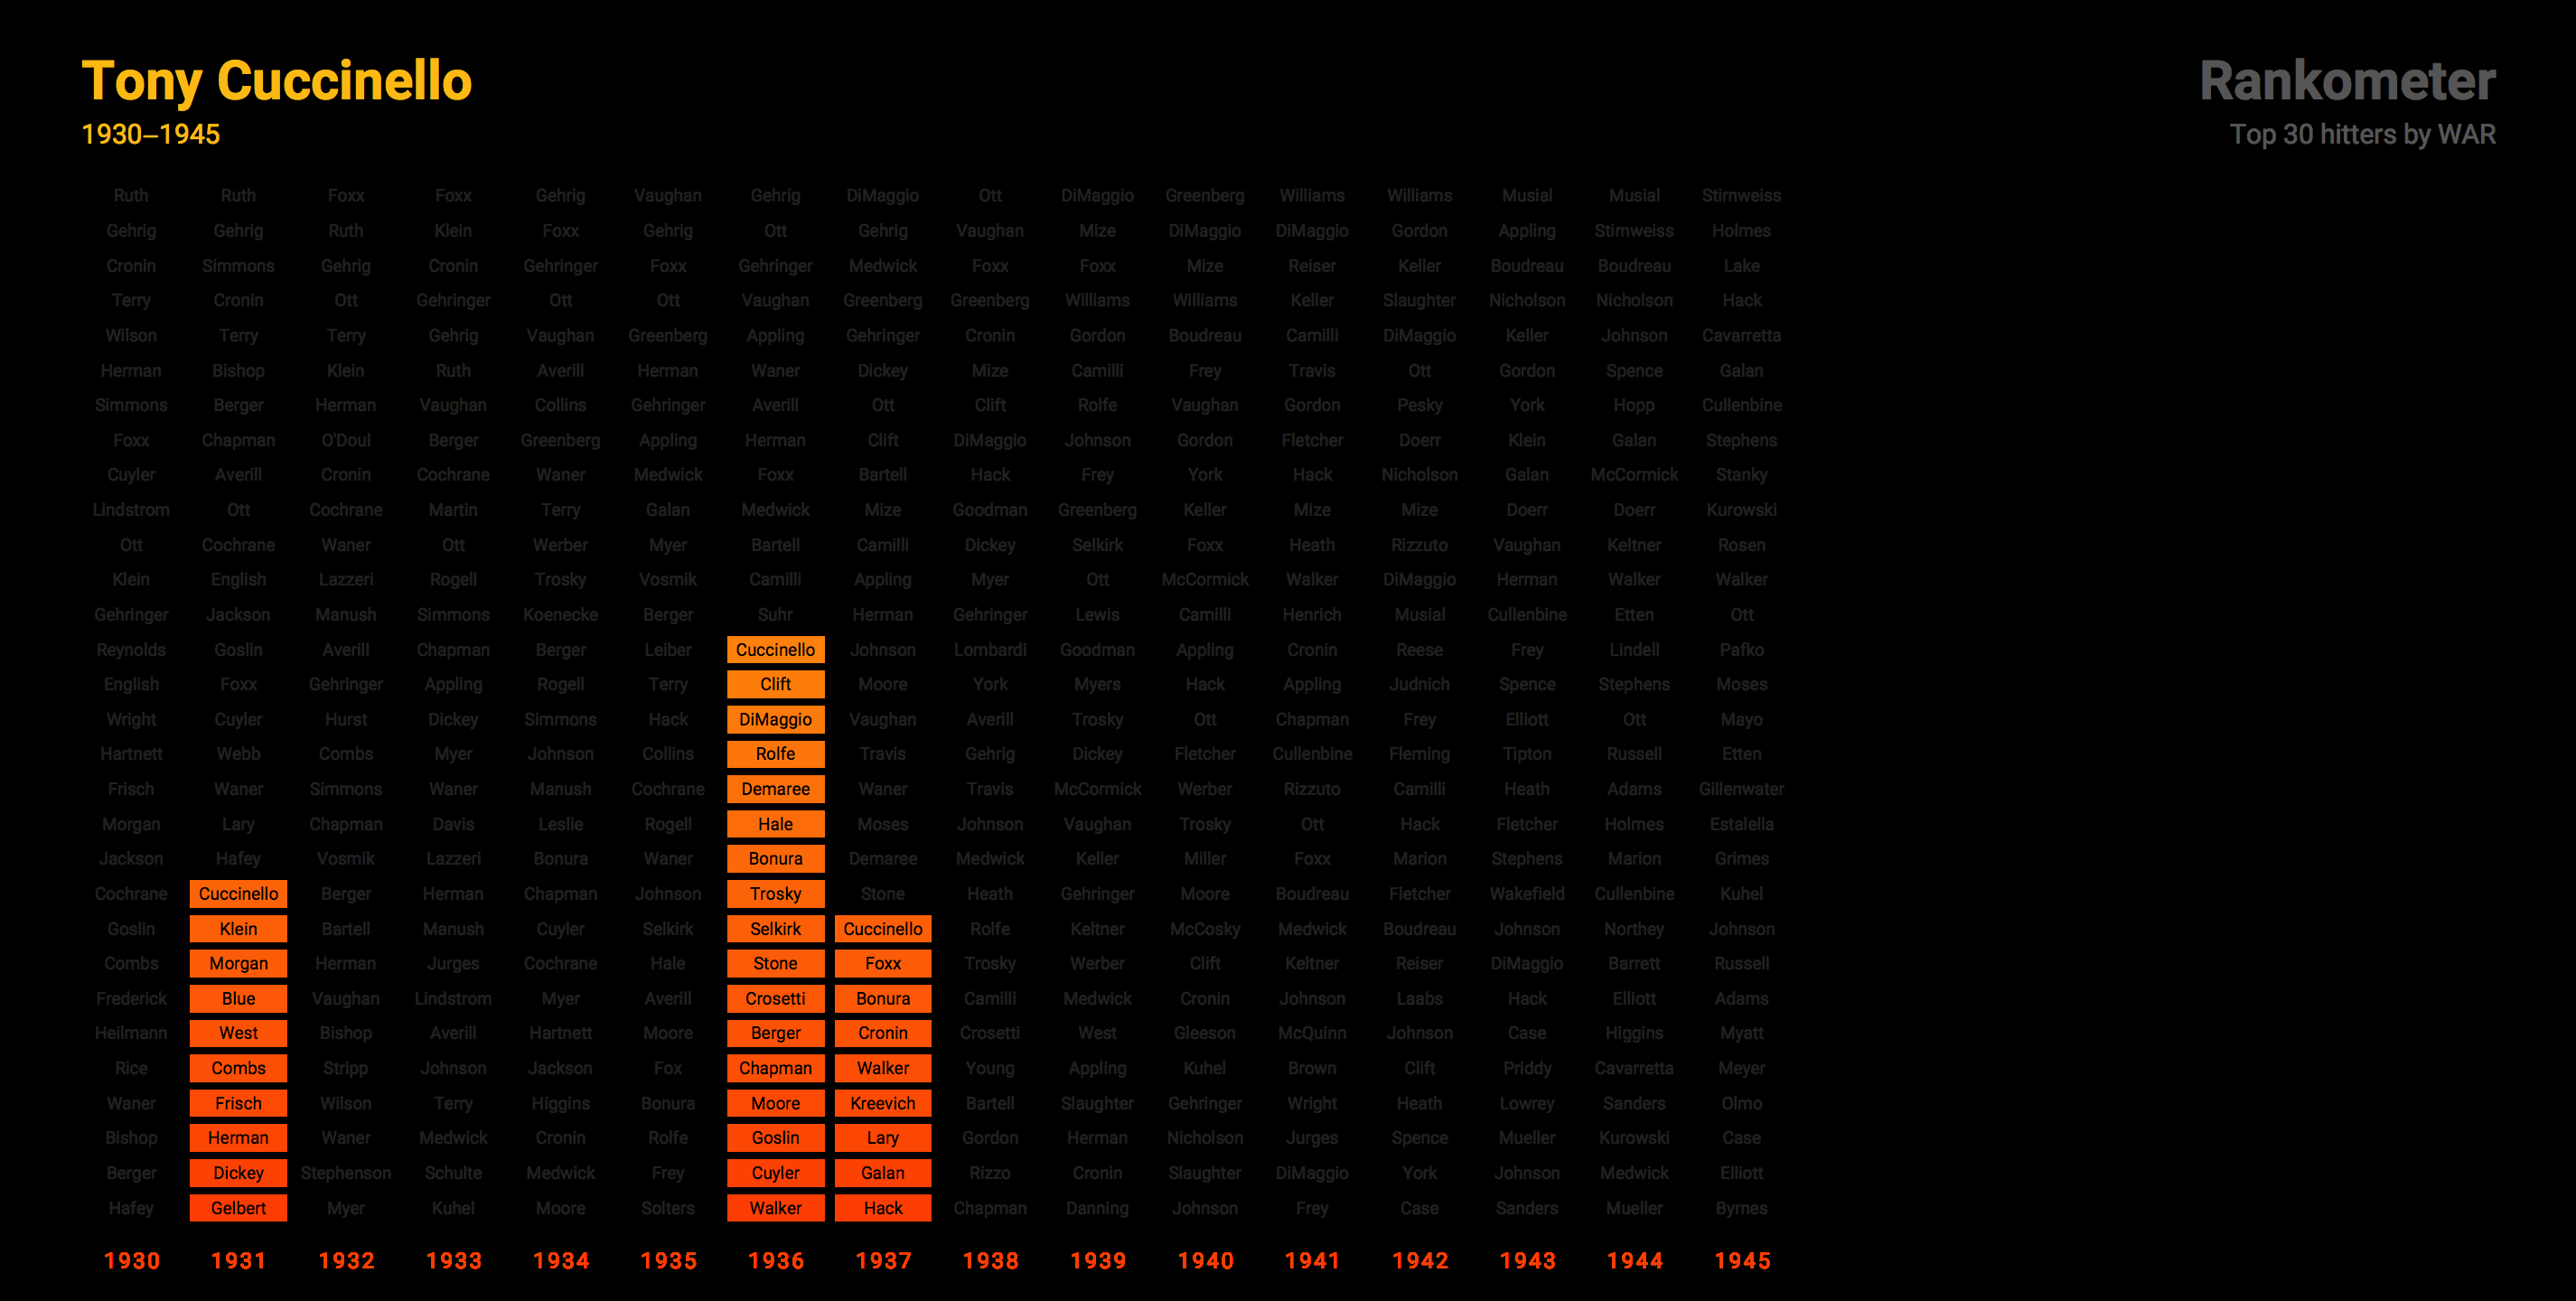 Tony Cuccinello
1930–1945
Rankometer
Top 30 hitters by WAR
Ruth Ruth Foxx Foxx Gehrig Vaughan Gehrig DiMaggio Ott DiMaggio Greenberg Williams Williams Musial Musial Stirnweiss
Gehrig Gehrig Ruth Klein Foxx Gehrig Ott Gehrig Vaughan Mize DiMaggio DiMaggio Gordon Appling Stirnweiss Holmes
Cronin Simmons Gehrig Cronin Gehringer Foxx Gehringer Medwick Foxx Foxx Mize Reiser Keller Boudreau Boudreau Lake
Terry Cronin Ott Gehringer Ott Ott Vaughan Greenberg Greenberg Williams Williams Keller Slaughter Nicholson Nicholson Hack
Wilson Terry Terry Gehrig Vaughan Greenberg Appling Gehringer Cronin Gordon Boudreau Camilli DiMaggio Keller Johnson Cavarretta
Herman Bishop Klein Ruth Averill Herman Waner Dickey Mize Camilli Frey Travis Ott Gordon Spence Galan
Simmons Berger Herman Vaughan Collins Gehringer Averill Ott Clift Rolfe Vaughan Gordon Pesky York Hopp Cullenbine
Foxx Chapman O'Doul Berger Greenberg Appling Herman Clift DiMaggio Johnson Gordon Fletcher Doerr Klein Galan Stephens
Cuyler Averill Cronin Cochrane Waner Medwick Foxx Bartell Hack Frey York Hack Nicholson Galan McCormick Stanky
Lindstrom Ott Cochrane Martin Terry Galan Medwick Mize Goodman Greenberg Keller Mize Mize Doerr Doerr Kurowski
Ott Cochrane Waner Ott Werber Myer Bartell Camilli Dickey Selkirk Foxx Heath Rizzuto Vaughan Keltner Rosen
Klein English Lazzeri Rogell Trosky Vosmik Camilli Appling Myer Ott McCormick Walker DiMaggio Herman Walker Walker
Gehringer Jackson Manush Simmons Koenecke Berger Suhr Herman Gehringer Lewis Camilli Henrich Musial Cullenbine Etten Ott
Reynolds Goslin Averill Chapman Berger Leiber Cuccinello Johnson Lombardi Goodman Appling Cronin Reese Frey Lindell Pafko
English Foxx Gehringer Appling Rogell Terry Clift Moore York Myers Hack Appling Judnich Spence Stephens Moses
Wright Cuyler Hurst Dickey Simmons Hack DiMaggio Vaughan Averill Trosky Ott Chapman Frey Elliott Ott Mayo
Hartnett Webb Combs Myer Johnson Collins Rolfe Travis Gehrig Dickey Fletcher Cullenbine Fleming Tipton Russell Etten
Frisch Waner Simmons Waner Manush Cochrane Demaree Waner Travis McCormick Werber Rizzuto Camilli Heath Adams Gillenwater
Morgan Lary Chapman Davis Leslie Rogell Hale Moses Johnson Vaughan Trosky Ott Hack Fletcher Holmes Estalella
Jackson Hafey Vosmik Lazzeri Bonura Waner Bonura Demaree Medwick Keller Miller Foxx Marion Stephens Marion Grimes
Cochrane Cuccinello Berger Herman Chapman Johnson Trosky Stone Heath Gehringer Moore Boudreau Fletcher Wakefield Cullenbine Kuhel
Goslin Klein Bartell Manush Cuyler Selkirk Selkirk Cuccinello Rolfe Keltner McCosky Medwick Boudreau Johnson Northey Johnson
Combs Morgan Herman Jurges Cochrane Hale Stone Foxx Trosky Werber Clift Keltner Reiser DiMaggio Barrett Russell
Frederick Blue Vaughan Lindstrom Myer Averill Crosetti Bonura Camilli Medwick Cronin Johnson Laabs Hack Elliott Adams
Heilmann West Bishop Averill Hartnett Moore Berger Cronin Crosetti West Gleeson McQuinn Johnson Case Higgins Myatt
Rice Combs Stripp Johnson Jackson Fox Chapman Walker Young Appling Kuhel Brown Clift Priddy Cavarretta Meyer
Waner Frisch Wilson Terry Higgins Bonura Moore Kreevich Bartell Slaughter Gehringer Wright Heath Lowrey Sanders Olmo
Bishop Herman Waner Medwick Cronin Rolfe Goslin Lary Gordon Herman Nicholson Jurges Spence Mueller Kurowski Case
Berger Dickey Stephenson Schulte Medwick Frey Cuyler Galan Rizzo Cronin Slaughter DiMaggio York Johnson Medwick Elliott
Hafey Gelbert Myer Kuhel Moore Solters Walker Hack Chapman Danning Johnson Frey Case Sanders Mueller Byrnes
1930 1931 1932 1933 1934 1935 1936 1937 1938 1939 1940 1941 1942 1943 1944 1945